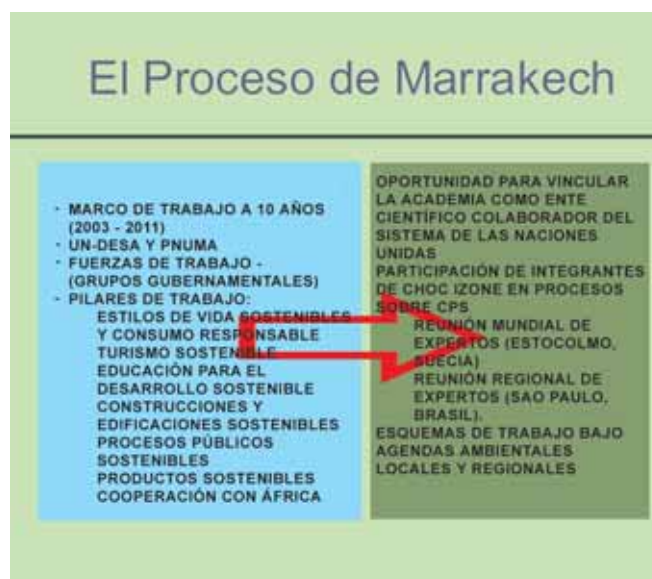 El Proceso de Marrakech
· MARCO DE TRABAJO A 10 AÑOS
(2003 - 2011)
· UN-DESA Y PNUMA
· FUERZAS DE TRABAJO -
(GRUPOS GUBERNAMENTALES)
· PILARES DE TRABAJO:
ESTILOS DE VIDA SOSTENIBLES
Y CONSUMO RESPONSABLE
TURISMO SOSTENIBLE
EDUCACIÓN PARA EL
DESARROLLO SOSTENIBLE
CONSTRUCCIONES Y
EDIFICACIONES SOSTENIBLES
PROCESOS PÚBLICOS
SOSTENIBLES
PRODUCTOS SOSTENIBLES
COOPERACIÓN CON ÁFRICA
OPORTUNIDAD PARA VINCULAR
LA ACADEMIA COMO ENTE
CIENTÍFICO COLABORADOR DEL
SISTEMA DE LAS NACIONES
UNIDAS
PARTICIPACIÓN DE INTEGRANTES
DE CHOC IZONE EN PROCESOS
SOBRE CPS
REUNIÓN MUNDIAL DE
EXPERTOS (ESTOCOLMO,
SUECIA)
REUNIÓN REGIONAL DE
EXPERTOS (SAO PAULO,
BRASIL).
ESQUEMAS DE TRABAJO BAJO
AGENDAS AMBIENTALES
LOCALES Y REGIONALES